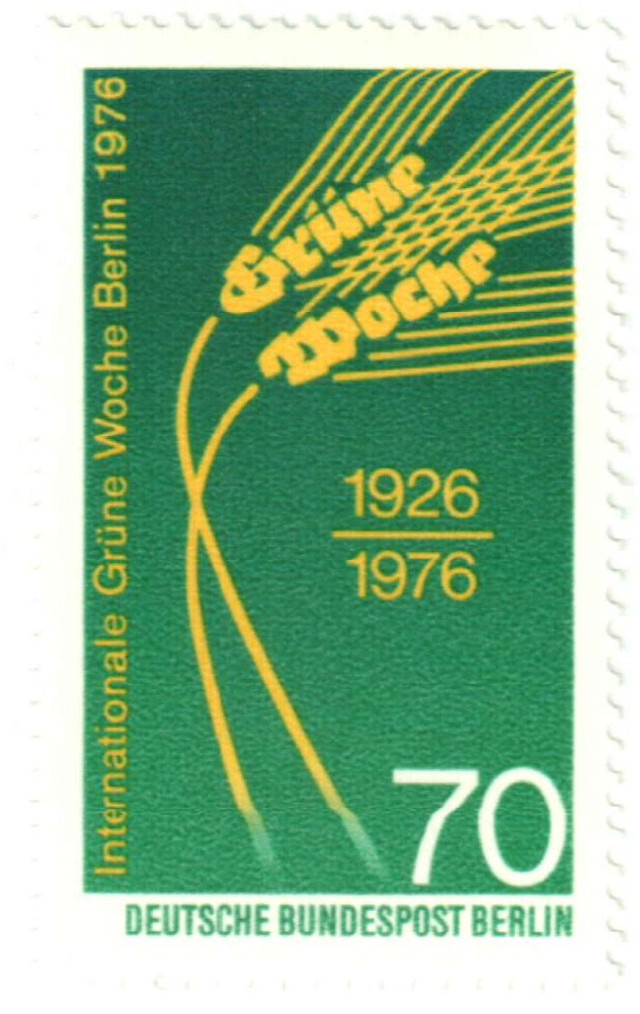 Internationale Grüne Woche Berlin 1976
Grüne
Woche
1926
1976
70
DEUTSCHE BUNDESPOST BERLIN